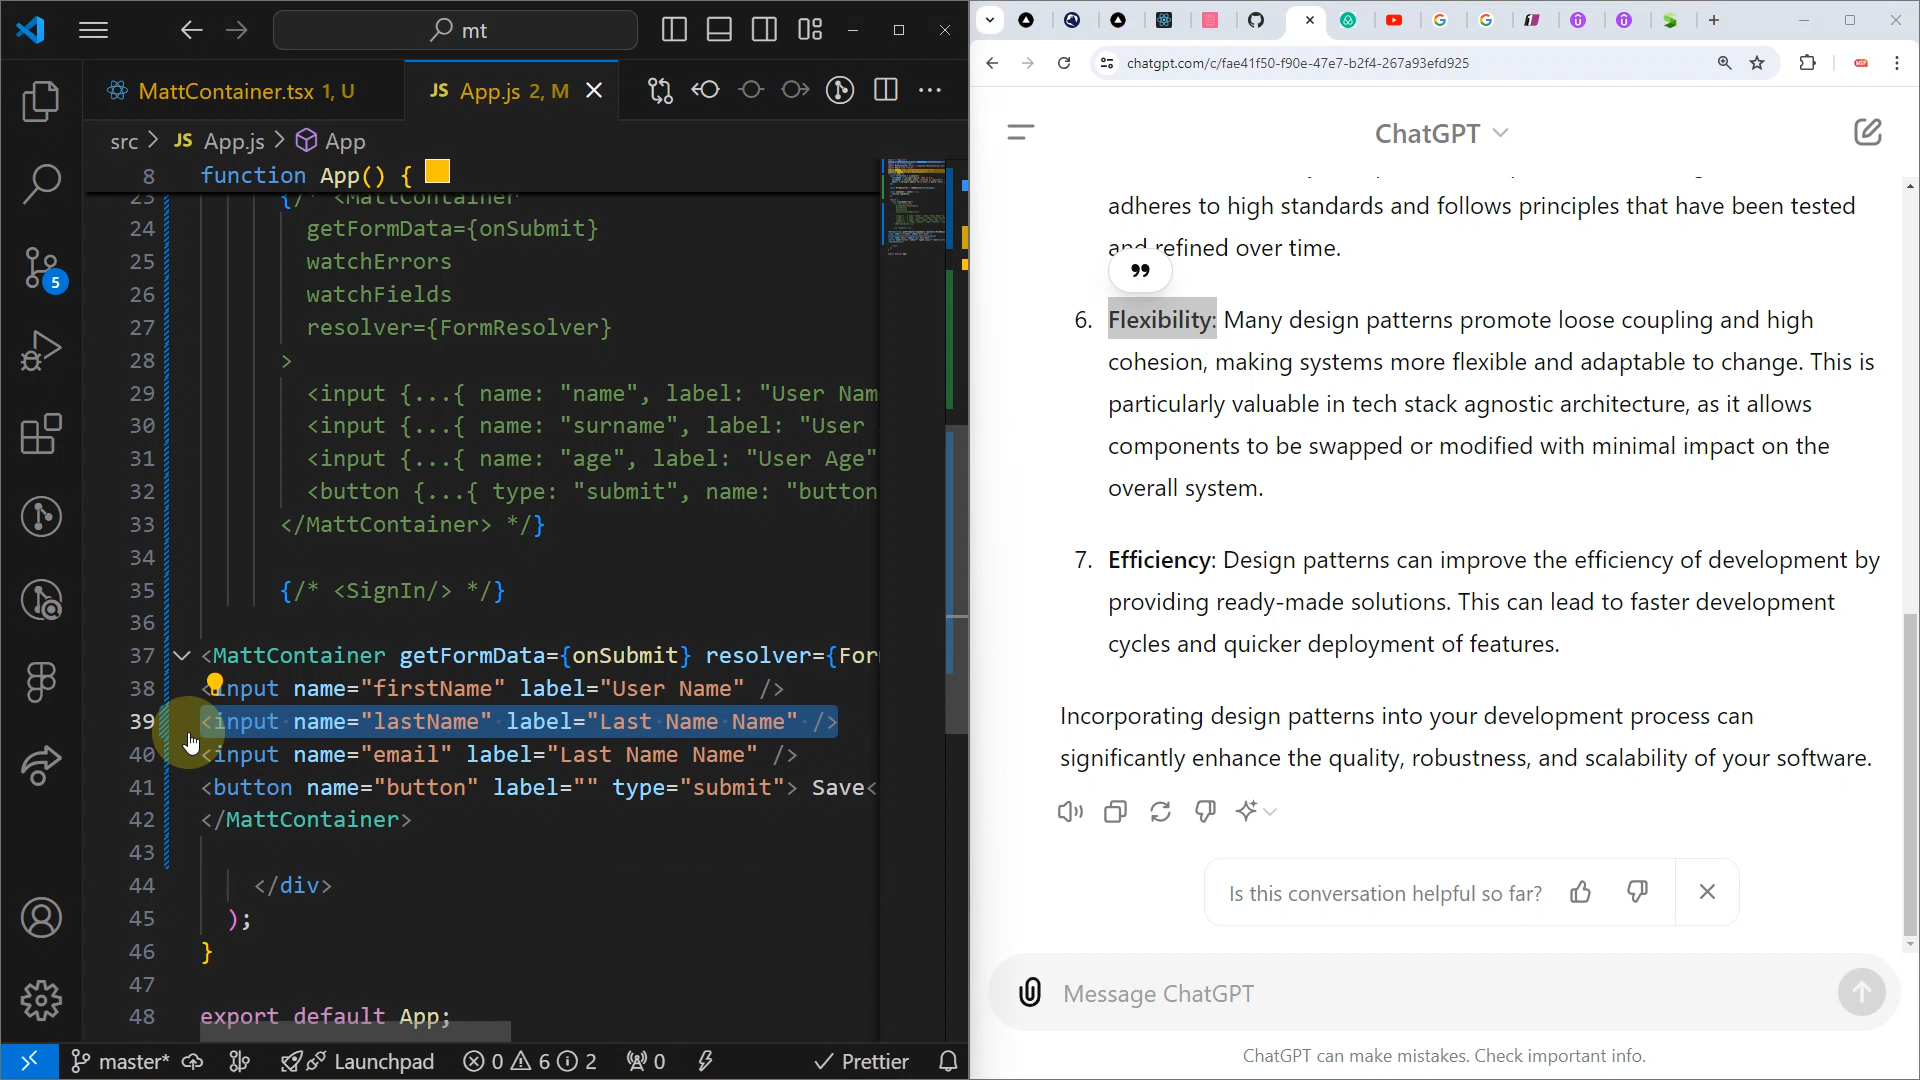 mt
MattContainer.tsx 1, U
JS App.js 2, M
src > JS App.js > App
8 function App() {
23 {/* <MattContainer
24 getFormData={onSubmit}
25 watchErrors
26 watchFields
27 resolver={FormResolver}
28 >
29 <input {...{ name: "name", label: "User Nam
30 <input {...{ name: "surname", label: "User
31 <input {...{ name: "age", label: "User Age"
32 <button {...{ type: "submit", name: "button
33 </MattContainer> */}
34
35 {/* <SignIn/> */}
36
37 <MattContainer getFormData={onSubmit} resolver={For
38 <input name="firstName" label="User Name" />
39 <input name="lastName" label="Last Name Name" />
40 <input name="email" label="Last Name Name" />
41 <button name="button" label="" type="submit"> Save<
42 </MattContainer>
43
44 </div>
45 );
46 }
47
48 export default App;
5
master* Launchpad 0 6 2 0 Prettier
chatgpt.com/c/fae41f50-f90e-47e7-b2f4-267a93efd925
ChatGPT
adheres to high standards and follows principles that have been tested
and refined over time.
6. Flexibility: Many design patterns promote loose coupling and high
cohesion, making systems more flexible and adaptable to change. This is
particularly valuable in tech stack agnostic architecture, as it allows
components to be swapped or modified with minimal impact on the
overall system.
7. Efficiency: Design patterns can improve the efficiency of development by
providing ready-made solutions. This can lead to faster development
cycles and quicker deployment of features.
Incorporating design patterns into your development process can
significantly enhance the quality, robustness, and scalability of your software.
Is this conversation helpful so far?
Message ChatGPT
ChatGPT can make mistakes. Check important info.